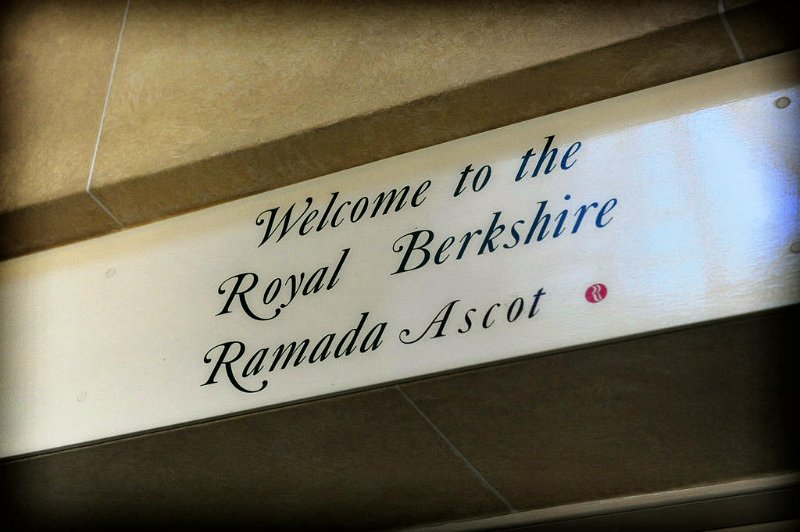 Welcome to the
Royal Berkshire
Ramada Ascot